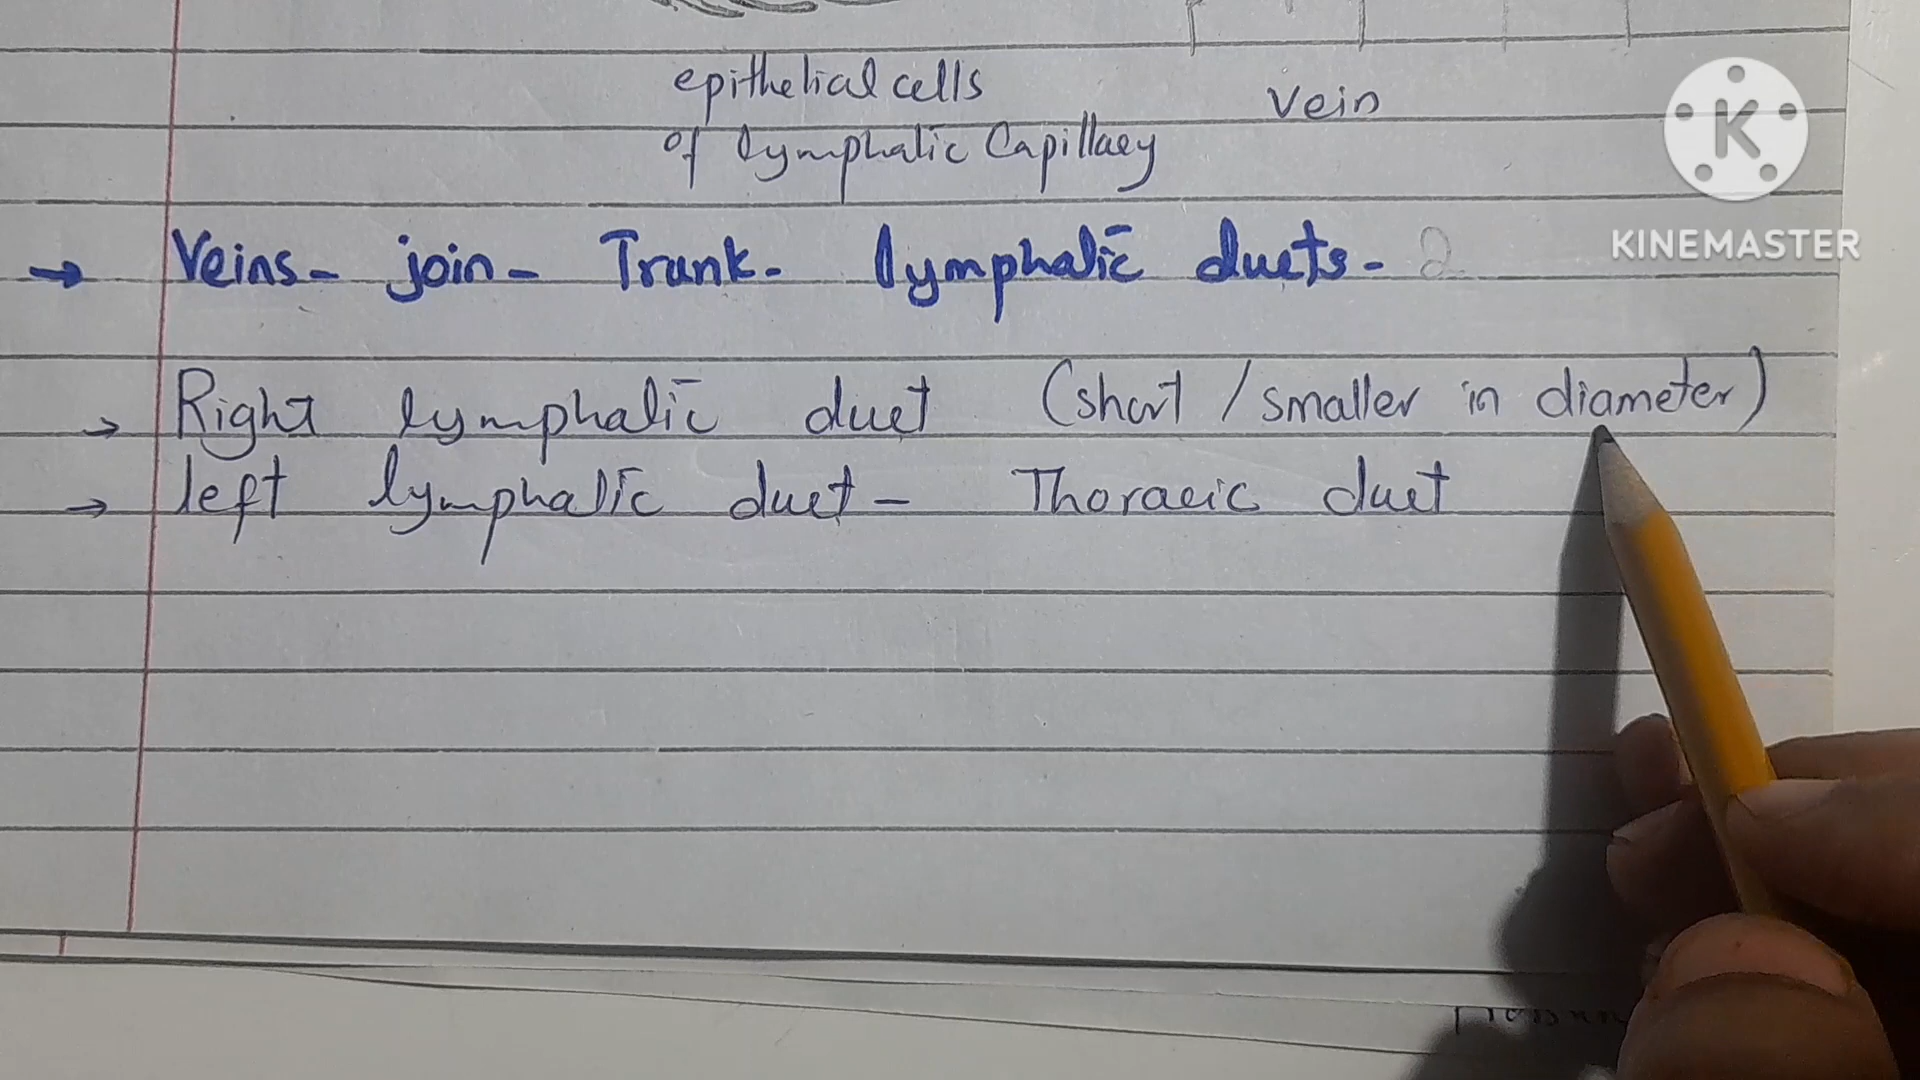 epithelial cells
of lymphatic Capillary
Vein
K
KINEMASTER
→ Veins - join - Trunk - lymphatic ducts - 2
→ Right lymphatic duct (short / smaller in diameter)
→ left lymphatic duct - Thoracic duct